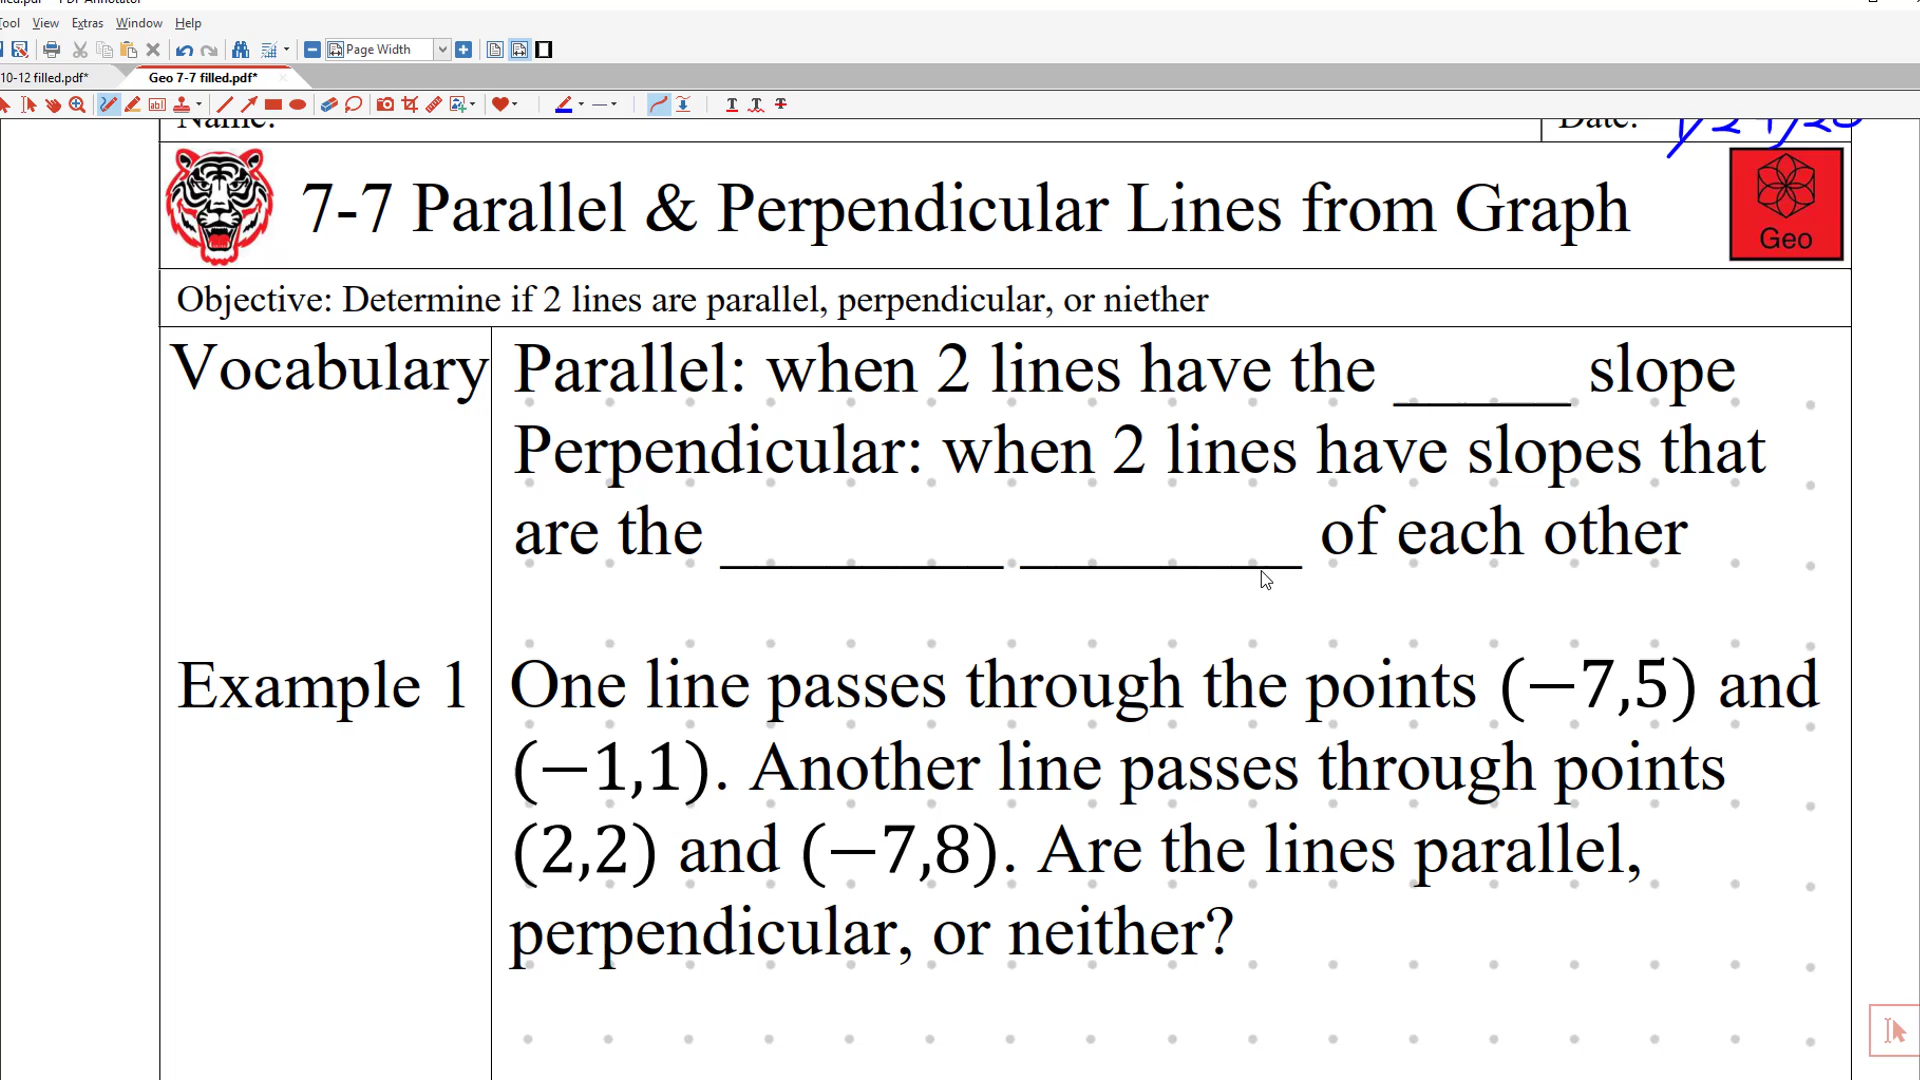 Tool View Extras Window Help
Page Width
10-12 filled.pdf* Geo 7-7 filled.pdf*
7-7 Parallel & Perpendicular Lines from Graph
Geo
Objective: Determine if 2 lines are parallel, perpendicular, or niether
Vocabulary
Parallel: when 2 lines have the ______ slope
Perpendicular: when 2 lines have slopes that
are the __________ __________ of each other
Example 1
One line passes through the points (−7,5) and
(−1,1). Another line passes through points
(2,2) and (−7,8). Are the lines parallel,
perpendicular, or neither?